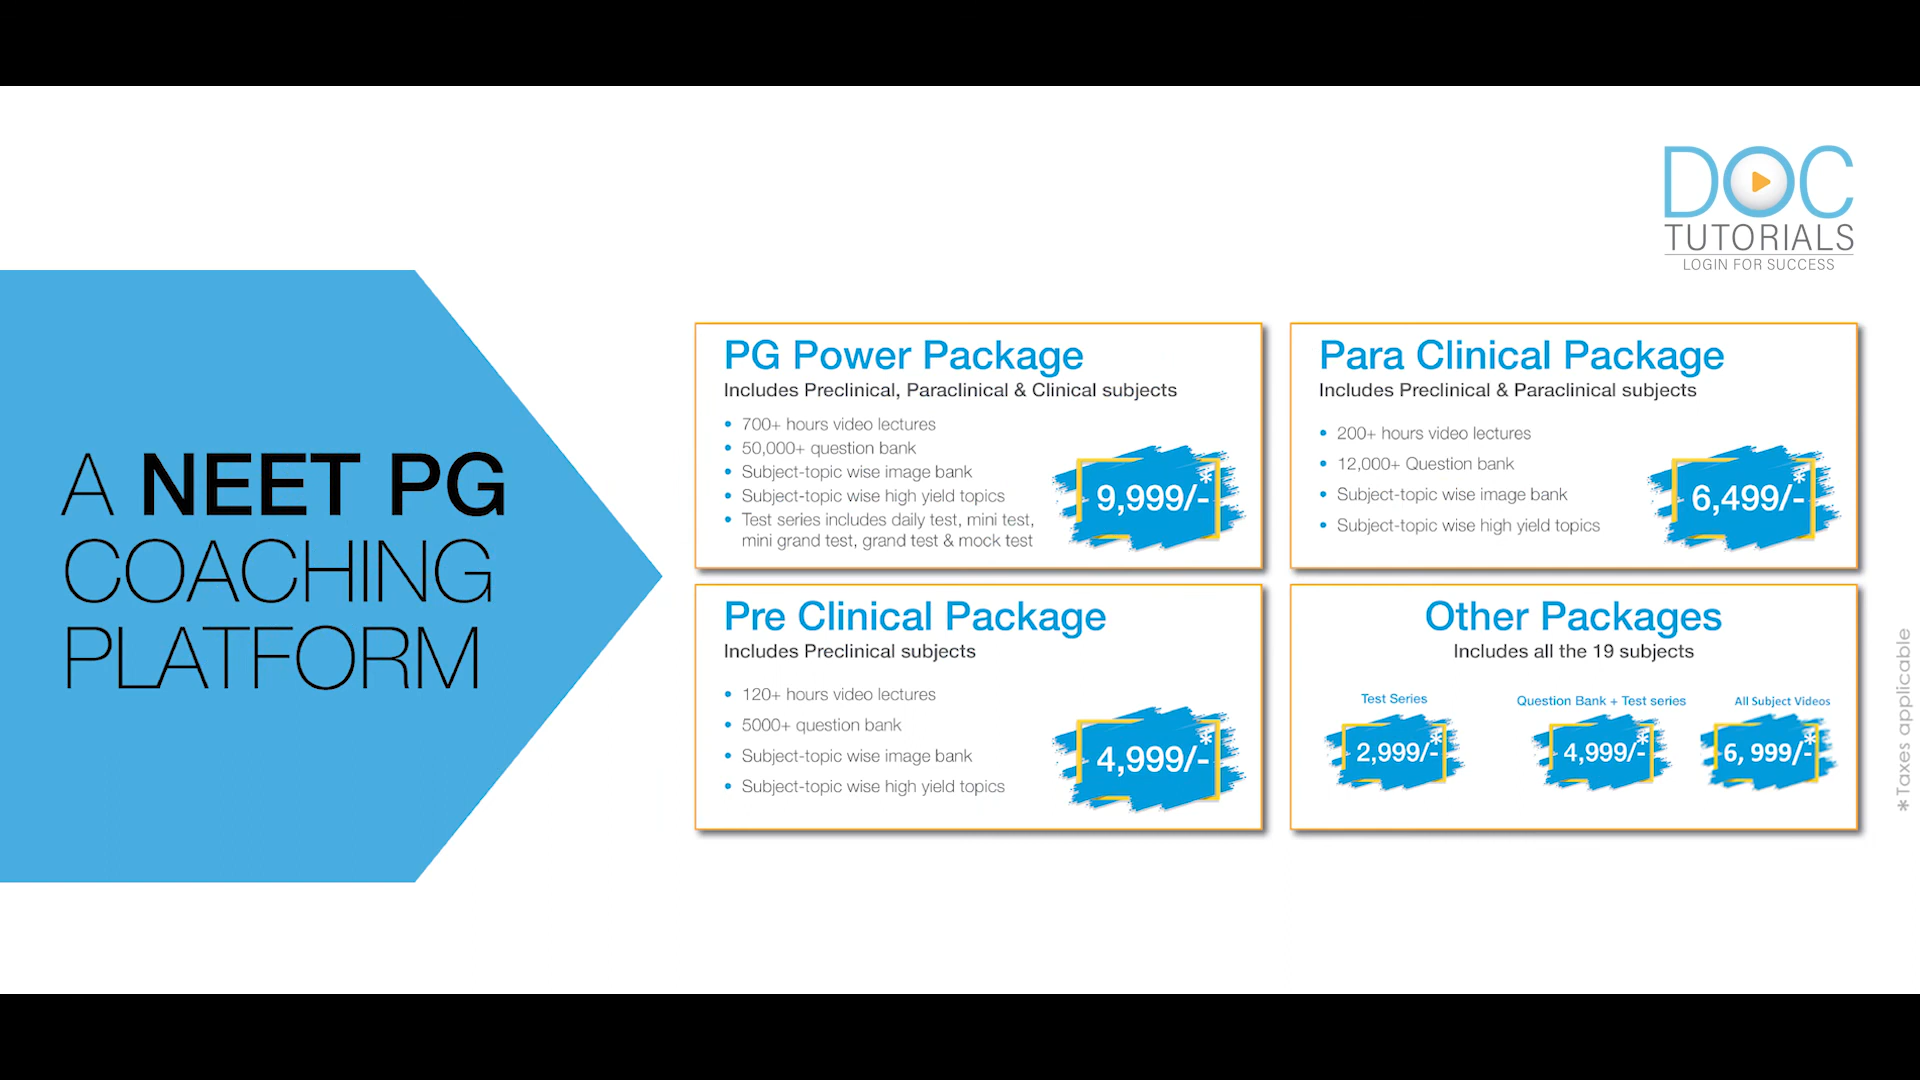 DOC
TUTORIALS
LOGIN FOR SUCCESS
A NEET PG
COACHING
PLATFORM
PG Power Package
Includes Preclinical, Paraclinical & Clinical subjects
• 700+ hours video lectures
• 50,000+ question bank
• Subject-topic wise image bank
• Subject-topic wise high yield topics
• Test series includes daily test, mini test,
mini grand test, grand test & mock test
9,999/-*
Para Clinical Package
Includes Preclinical & Paraclinical subjects
• 200+ hours video lectures
• 12,000+ Question bank
• Subject-topic wise image bank
• Subject-topic wise high yield topics
6,499/-*
Pre Clinical Package
Includes Preclinical subjects
• 120+ hours video lectures
• 5000+ question bank
• Subject-topic wise image bank
• Subject-topic wise high yield topics
4,999/-*
Other Packages
Includes all the 19 subjects
Test Series
2,999/-*
Question Bank + Test series
4,999/-*
All Subject Videos
6, 999/-*
*Taxes applicable